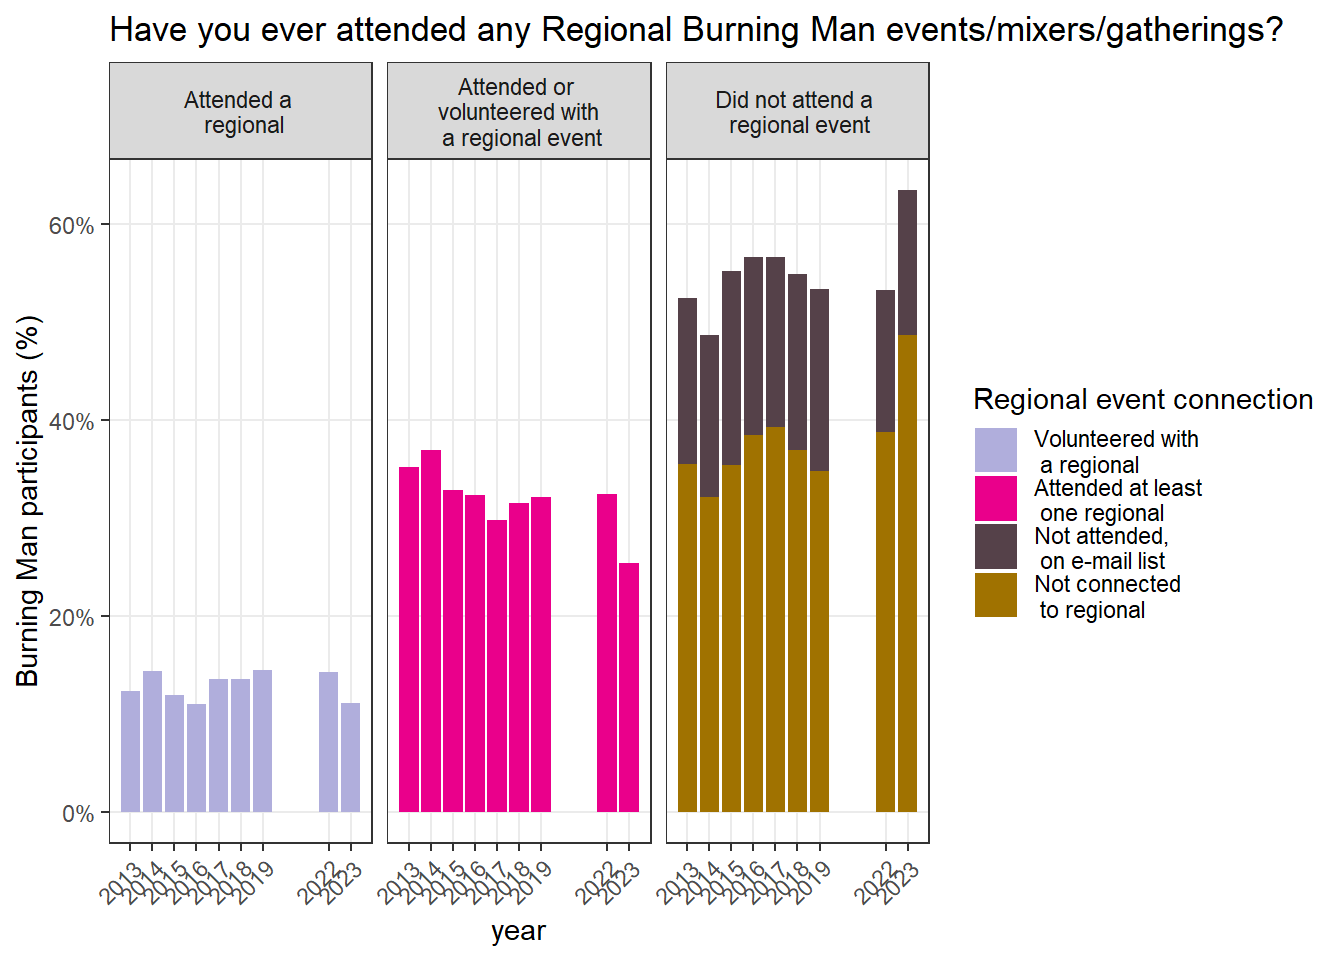 Have you ever attended any Regional Burning Man events/mixers/gatherings?
Attended a
regional
Attended or
volunteered with
a regional event
Did not attend a
regional event
Burning Man participants (%)
60%
40%
20%
0%
2013 2014 2015 2016 2017 2018 2019 2022 2023
2013 2014 2015 2016 2017 2018 2019 2022 2023
2013 2014 2015 2016 2017 2018 2019 2022 2023
year
Regional event connection
Volunteered with
a regional
Attended at least
one regional
Not attended,
on e-mail list
Not connected
to regional